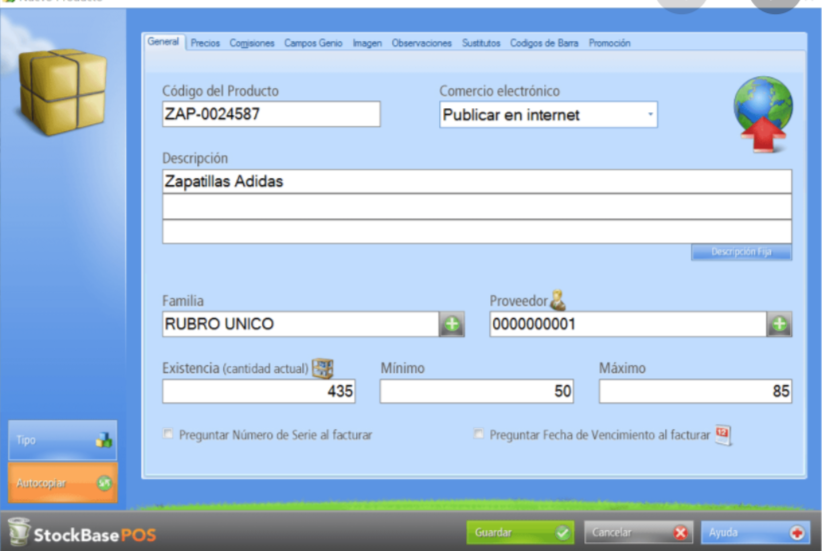 General Precios Comisiones Campos Genio Imagen Observaciones Sustitutos Codigos de Barra Promoción
Código del Producto
Comercio electrónico
ZAP-0024587
Publicar en internet
Descripción
Zapatillas Adidas
Descripción Fija
Familia
Proveedor
RUBRO UNICO
0000000001
Existencia (cantidad actual)
Mínimo
Máximo
435
50
85
Preguntar Número de Serie al facturar
Preguntar Fecha de Vencimiento al facturar
Tipo
Autocopiar
StockBasePOS
Guardar
Cancelar
Ayuda